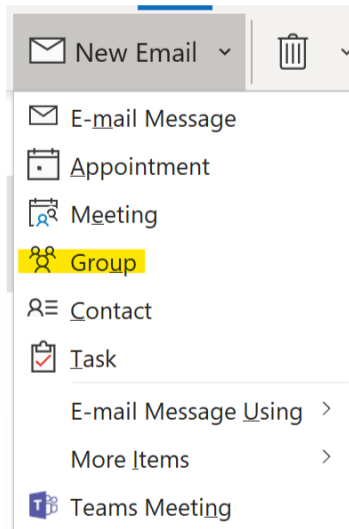 New Email
E-mail Message
Appointment
Meeting
Group
Contact
Task
E-mail Message Using
More Items
Teams Meeting